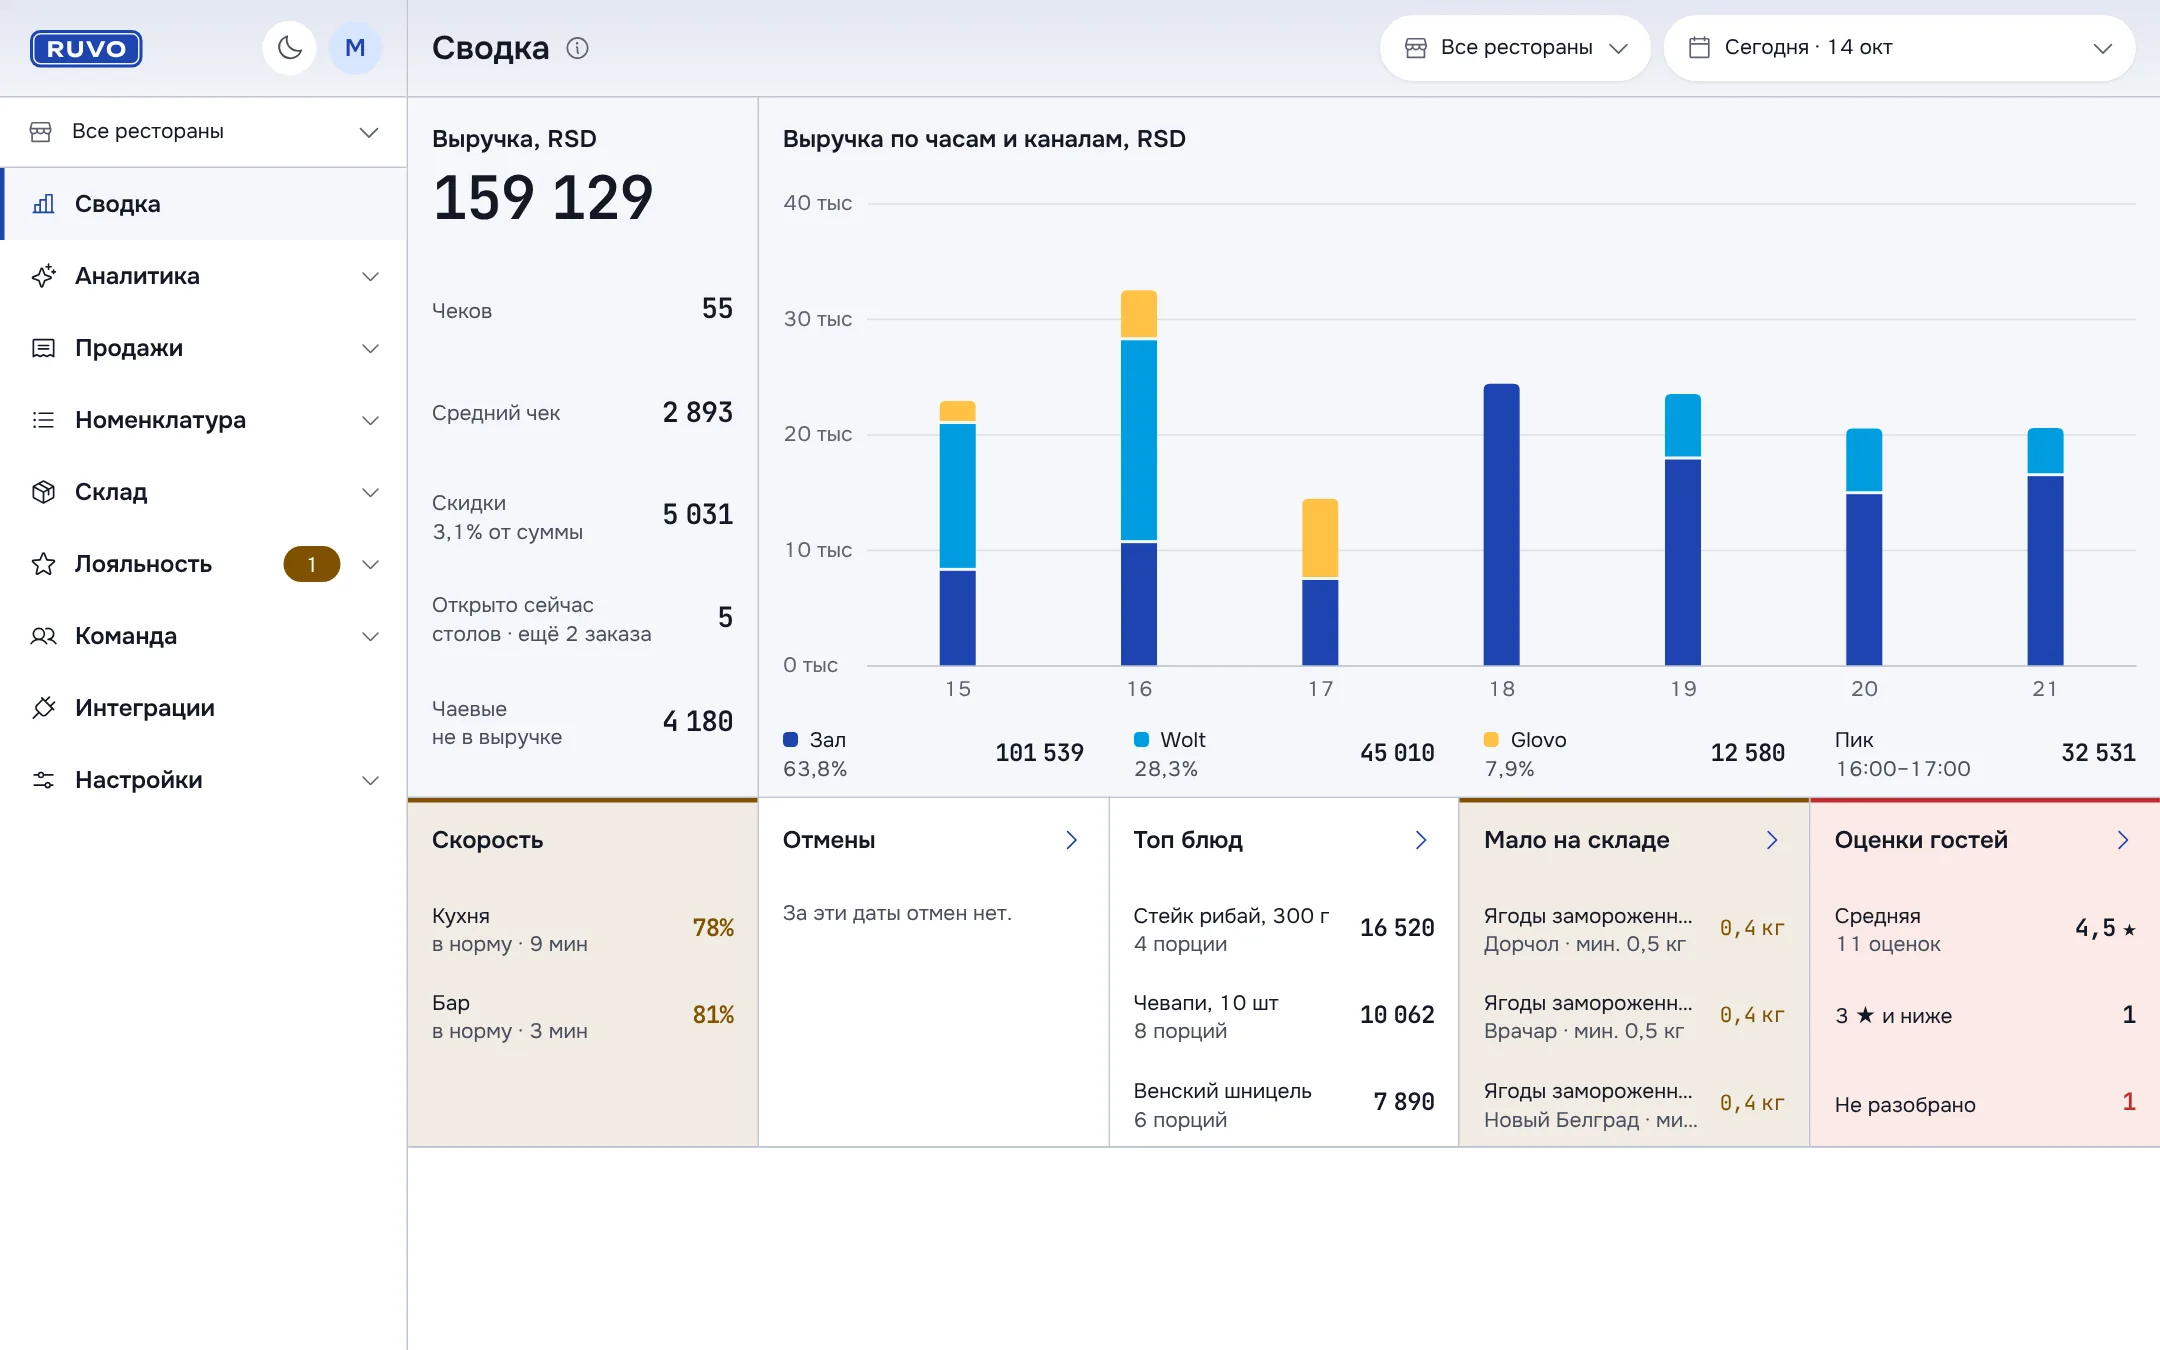 RUVO
M
Сводка
Все рестораны
Сегодня · 14 окт
Все рестораны
Сводка
Аналитика
Продажи
Номенклатура
Склад
Лояльность 1
Команда
Интеграции
Настройки
Выручка, RSD
159 129
Чеков 55
Средний чек 2 893
Скидки
3,1% от суммы
5 031
Открыто сейчас
столов · ещё 2 заказа
5
Чаевые
не в выручке
4 180
Выручка по часам и каналам, RSD
40 тыс
30 тыс
20 тыс
10 тыс
0 тыс
15 16 17 18 19 20 21
Зал
63,8%
101 539
Wolt
28,3%
45 010
Glovo
7,9%
12 580
Пик
16:00–17:00
32 531
Скорость
Кухня
в норму · 9 мин
78%
Бар
в норму · 3 мин
81%
Отмены
За эти даты отмен нет.
Топ блюд
Стейк рибай, 300 г
4 порции
16 520
Чевапи, 10 шт
8 порций
10 062
Венский шницель
6 порций
7 890
Мало на складе
Ягоды замороженн...
Дорчол · мин. 0,5 кг
0,4 кг
Ягоды замороженн...
Врачар · мин. 0,5 кг
0,4 кг
Ягоды замороженн...
Новый Белград · ми...
0,4 кг
Оценки гостей
Средняя
11 оценок
4,5 ★
3 ★ и ниже 1
Не разобрано 1